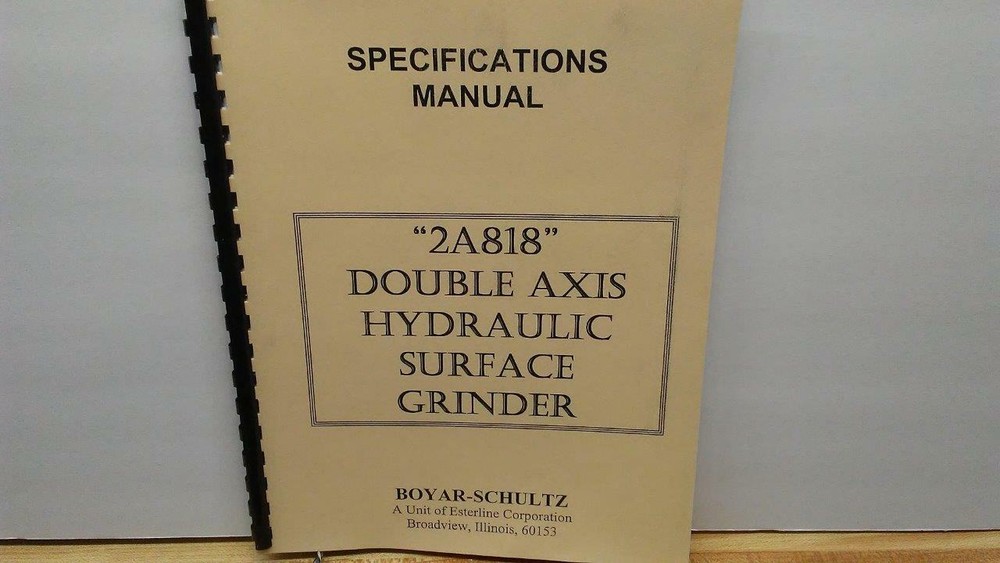 SPECIFICATIONS
MANUAL
“2A818”
DOUBLE AXIS
HYDRAULIC
SURFACE
GRINDER
BOYAR-SCHULTZ
A Unit of Esterline Corporation
Broadview, Illinois, 60153